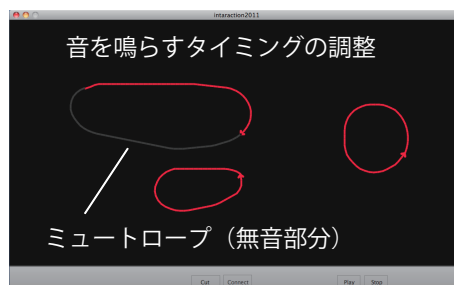 intaraction2011
音を鳴らすタイミングの調整
ミュートロープ（無音部分）
Cut Connect Play Stop